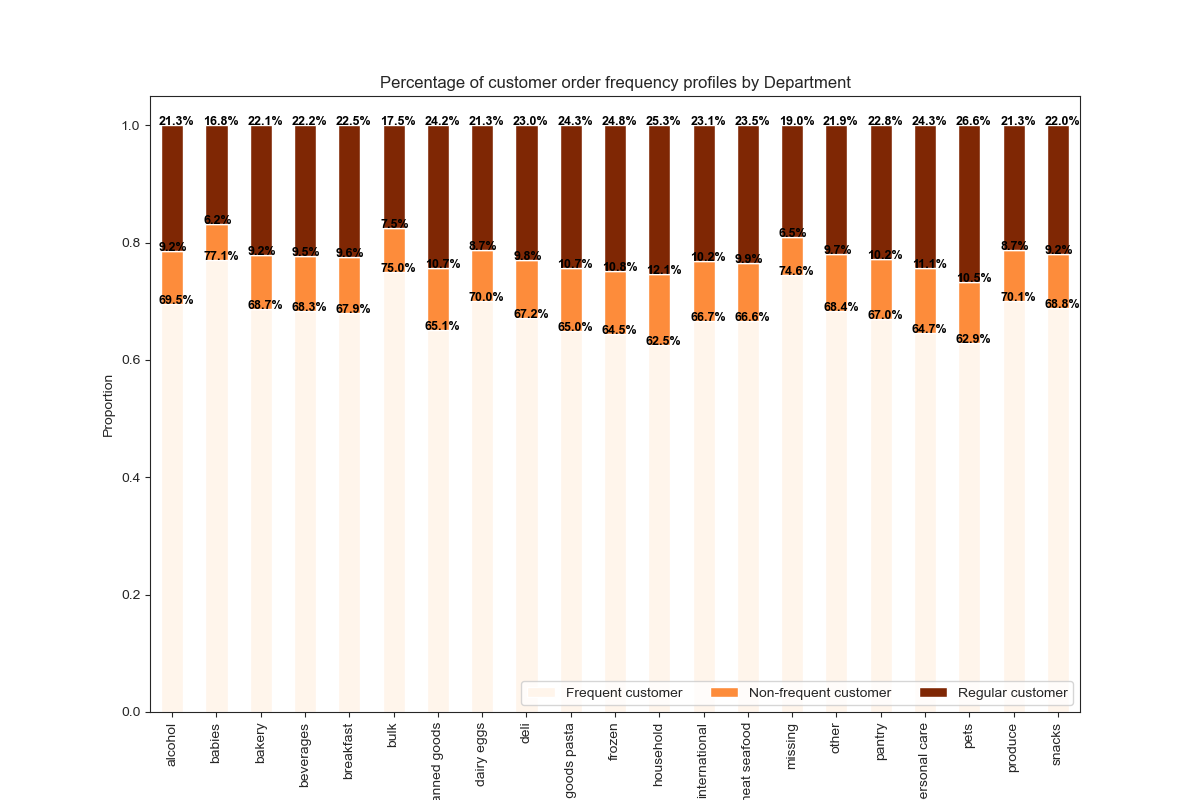 Percentage of customer order frequency profiles by Department
1.0
0.8
0.6
0.4
0.2
0.0
Proportion
21.3% 16.8% 22.1% 22.2% 22.5% 17.5% 24.2% 21.3% 23.0% 24.3% 24.8% 25.3% 23.1% 23.5% 19.0% 21.9% 22.8% 24.3% 26.6% 21.3% 22.0%
9.2% 6.2% 9.2% 9.5% 9.6% 7.5% 10.7% 8.7% 9.8% 10.7% 10.8% 12.1% 10.2% 9.9% 6.5% 9.7% 10.2% 11.1% 10.5% 8.7% 9.2%
69.5% 77.1% 68.7% 68.3% 67.9% 75.0% 65.1% 70.0% 67.2% 65.0% 64.5% 62.5% 66.7% 66.6% 74.6% 68.4% 67.0% 64.7% 62.9% 70.1% 68.8%
Frequent customer
Non-frequent customer
Regular customer
alcohol
babies
bakery
beverages
breakfast
bulk
anned goods
dairy eggs
deli
goods pasta
frozen
household
international
neat seafood
missing
other
pantry
ersonal care
pets
produce
snacks